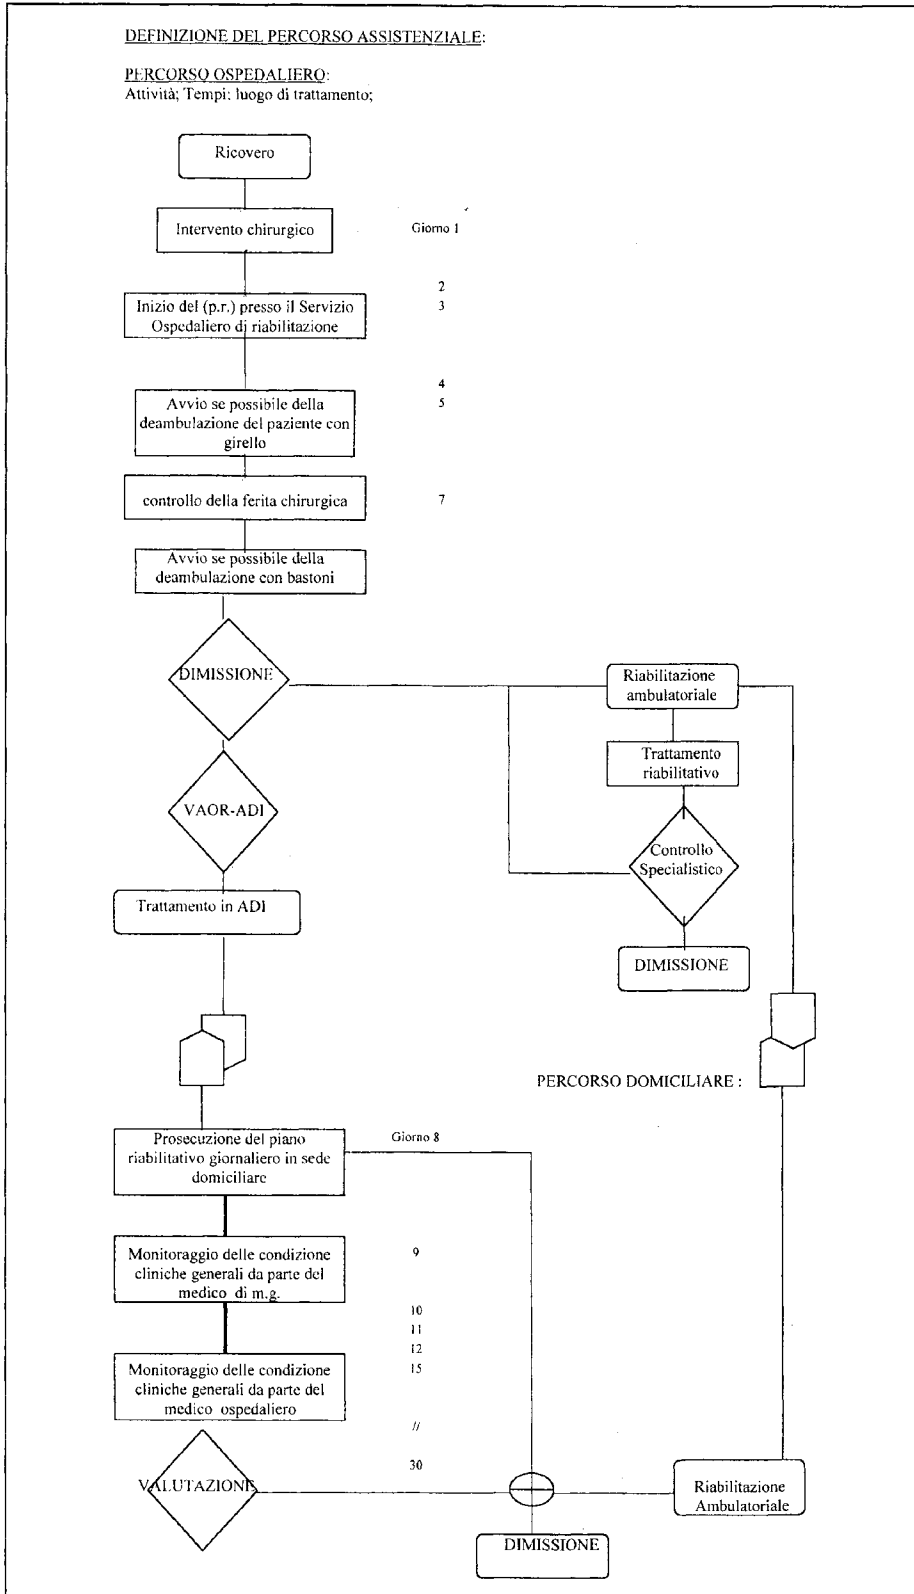 DEFINIZIONE DEL PERCORSO ASSISTENZIALE:
PERCORSO OSPEDALIERO:
Attività; Tempi; luogo di trattamento;
Ricovero
Intervento chirurgico
Giorno 1
2
Inizio del (p.r.) presso il Servizio
3
Ospedaliero di riabilitazione
4
Avvio se possibile della
5
deambulazione del paziente con
girello
controllo della ferita chirurgica
7
Avvio se possibile della
deambulazione con bastoni
DIMISSIONE
Riabilitazione
ambulatoriale
Trattamento
riabilitativo
VAOR-ADI
Controllo
Specialistico
Trattamento in ADI
DIMISSIONE
PERCORSO DOMICILIARE :
Prosecuzione del piano
riabilitativo giornaliero in sede
domiciliare
Giorno 8
Monitoraggio delle condizione
cliniche generali da parte del
medico di m.g.
9
10
11
12
Monitoraggio delle condizione
cliniche generali da parte del
medico ospedaliero
15
//
30
VALUTAZIONE
Riabilitazione
Ambulatoriale
DIMISSIONE